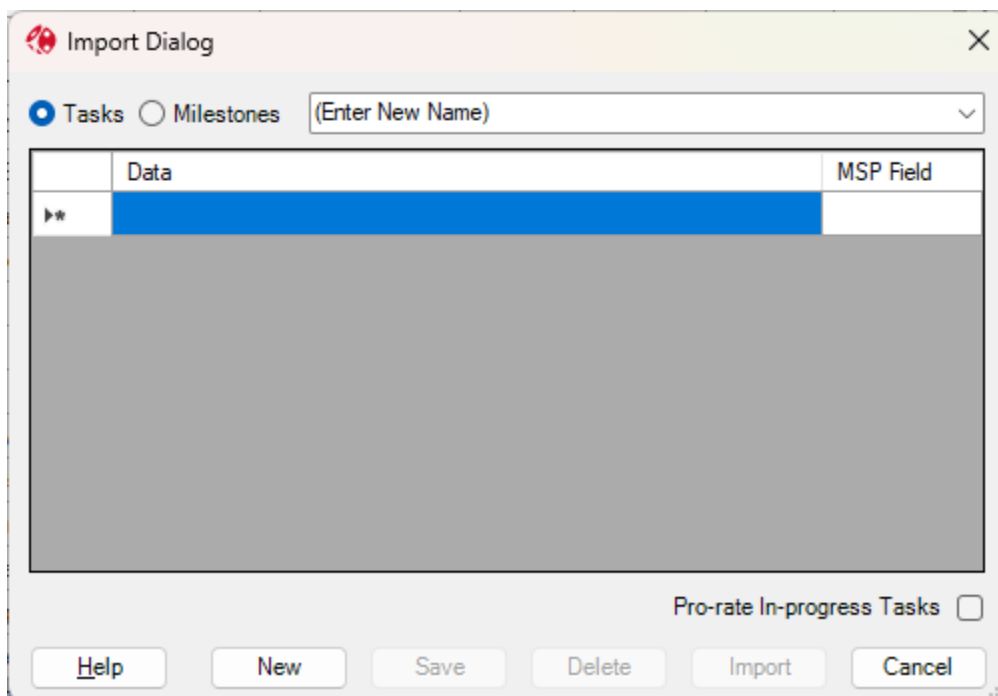 Import Dialog
Tasks Milestones (Enter New Name)
Data MSP Field
Pro-rate In-progress Tasks
Help New Save Delete Import Cancel